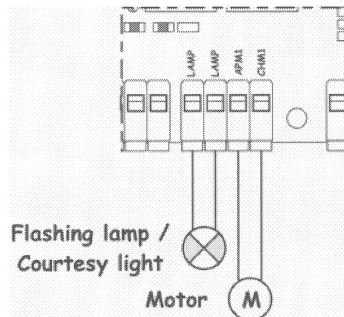 LAMP
LAMP
APM1
CHM1
Flashing lamp /
Courtesy light
Motor
M